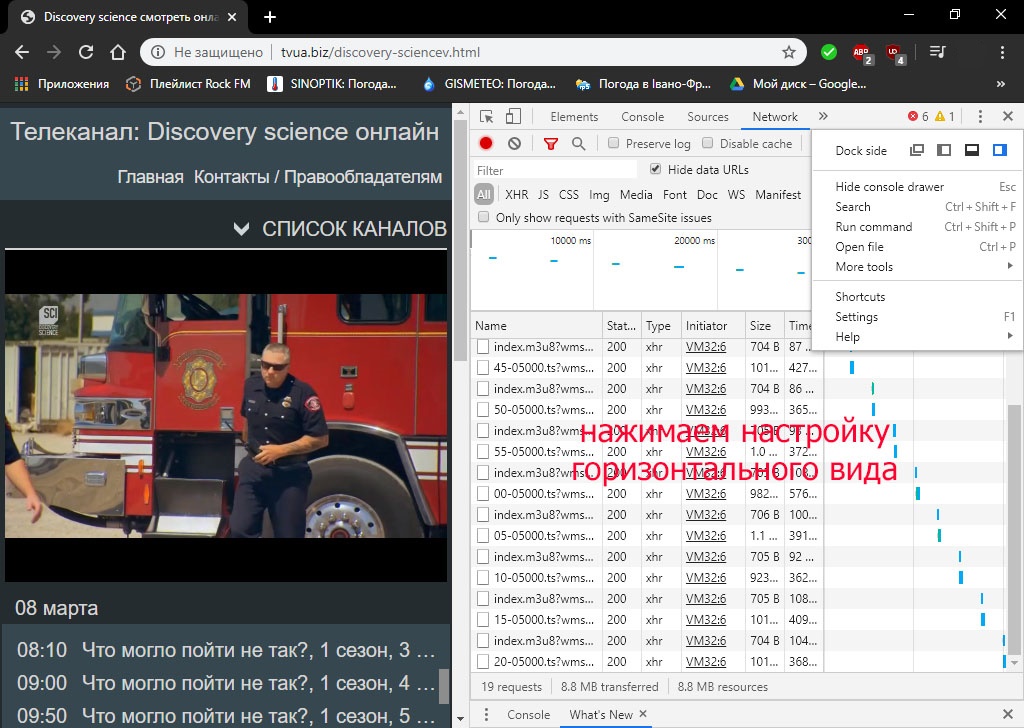 Discovery science смотреть онла
Не защищено
tvua.biz/discovery-sciencev.html
ABP 2
UD 4
Приложения
Плейлист Rock FM
SINOPTIK: Погода...
GISMETEO: Погода...
Погода в Івано-Фр...
Мой диск – Google...
Телеканал: Discovery science онлайн
Главная Контакты / Правообладателям
СПИСОК КАНАЛОВ
SCI
DISCOVERY
SCIENCE
08 марта
08:10 Что могло пойти не так?, 1 сезон, 3 ...
09:00 Что могло пойти не так?, 1 сезон, 4 ...
09:50 Что могло пойти не так?, 1 сезон, 5 ...
Elements Console Sources Network » 6 1
Preserve log Disable cache
Filter Hide data URLs
All XHR JS CSS Img Media Font Doc WS Manifest
Only show requests with SameSite issues
10000 ms 20000 ms 300
Dock side
Hide console drawer Esc
Search Ctrl + Shift + F
Run command Ctrl + Shift + P
Open file Ctrl + P
More tools
Shortcuts
Settings F1
Help
Name Stat... Type Initiator Size Time
index.m3u8?wms... 200 xhr VM32:6 704 B 87 ...
45-05000.ts?wms... 200 xhr VM32:6 101... 427...
index.m3u8?wms... 200 xhr VM32:6 704 B 86 ...
50-05000.ts?wms... 200 xhr VM32:6 993... 365...
index.m3u8?wms... 200 xhr VM32:6
нажимаем настройку
55-05000.ts?wms... 200 xhr VM32:6 1.0 ... 372...
index.m3u8?wms... 200 xhr VM32:6
горизонтального вида
00-05000.ts?wms... 200 xhr VM32:6 982... 576...
index.m3u8?wms... 200 xhr VM32:6 706 B 100...
05-05000.ts?wms... 200 xhr VM32:6 1.1 ... 391...
index.m3u8?wms... 200 xhr VM32:6 705 B 92 ...
10-05000.ts?wms... 200 xhr VM32:6 923... 362...
index.m3u8?wms... 200 xhr VM32:6 705 B 108...
15-05000.ts?wms... 200 xhr VM32:6 101... 409...
index.m3u8?wms... 200 xhr VM32:6 704 B 104...
20-05000.ts?wms... 200 xhr VM32:6 101... 368...
19 requests 8.8 MB transferred 8.8 MB resources
Console What's New